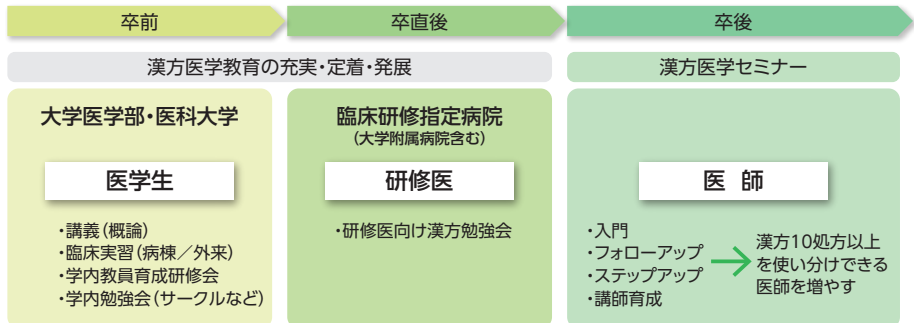 卒前
卒直後
卒後
漢方医学教育の充実・定着・発展
漢方医学セミナー
大学医学部・医科大学
医学生
・講義(概論)
・臨床実習(病棟／外来)
・学内教員育成研修会
・学内勉強会(サークルなど)
臨床研修指定病院
(大学附属病院含む)
研修医
・研修医向け漢方勉強会
医 師
・入門
・フォローアップ
・ステップアップ
・講師育成
漢方10処方以上
を使い分けできる
医師を増やす